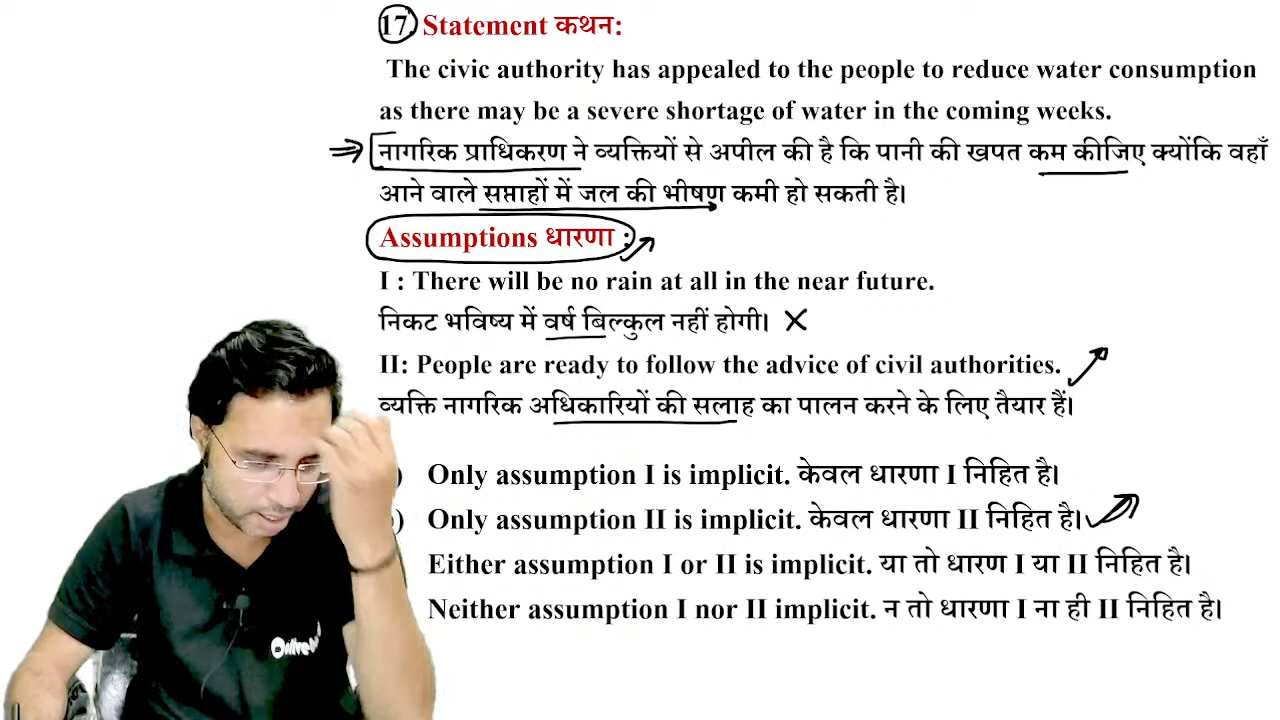 17. Statement कथन:
The civic authority has appealed to the people to reduce water consumption
as there may be a severe shortage of water in the coming weeks.
नागरिक प्राधिकरण ने व्यक्तियों से अपील की है कि पानी की खपत कम कीजिए क्योंकि वहाँ
आने वाले सप्ताहों में जल की भीषण कमी हो सकती है।
Assumptions धारणा :
I : There will be no rain at all in the near future.
निकट भविष्य में वर्ष बिल्कुल नहीं होगी।
II: People are ready to follow the advice of civil authorities.
व्यक्ति नागरिक अधिकारियों की सलाह का पालन करने के लिए तैयार हैं।
) Only assumption I is implicit. केवल धारणा I निहित है।
) Only assumption II is implicit. केवल धारणा II निहित है।
Either assumption I or II is implicit. या तो धारण I या II निहित है।
Neither assumption I nor II implicit. न तो धारणा I ना ही II निहित है।